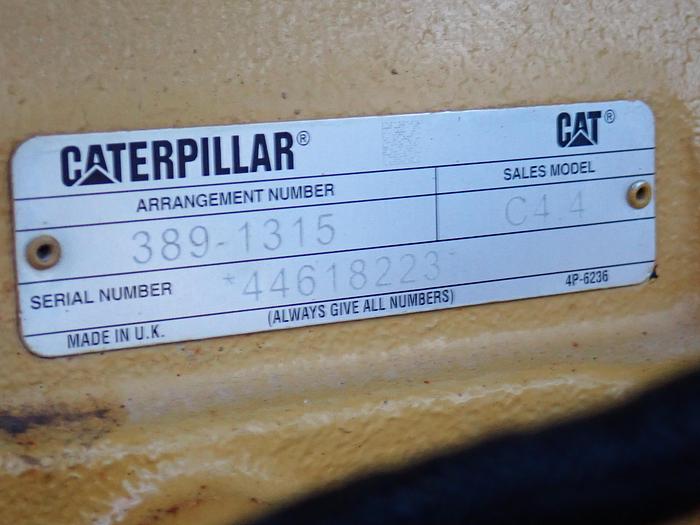 CATERPILLAR® CAT®
ARRANGEMENT NUMBER SALES MODEL
389-1315 C4.4
SERIAL NUMBER *44618223*
MADE IN U.K. (ALWAYS GIVE ALL NUMBERS) 4P-6236